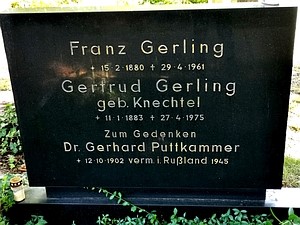 Franz Gerling
+ 15·2·1880 + 29·4·1961
Gertrud Gerling
geb. Knechtel
+ 11·1·1883 + 27·4·1975
Zum Gedenken
Dr. Gerhard Puttkammer
+ 12·10·1902 verm. i. Rußland 1945